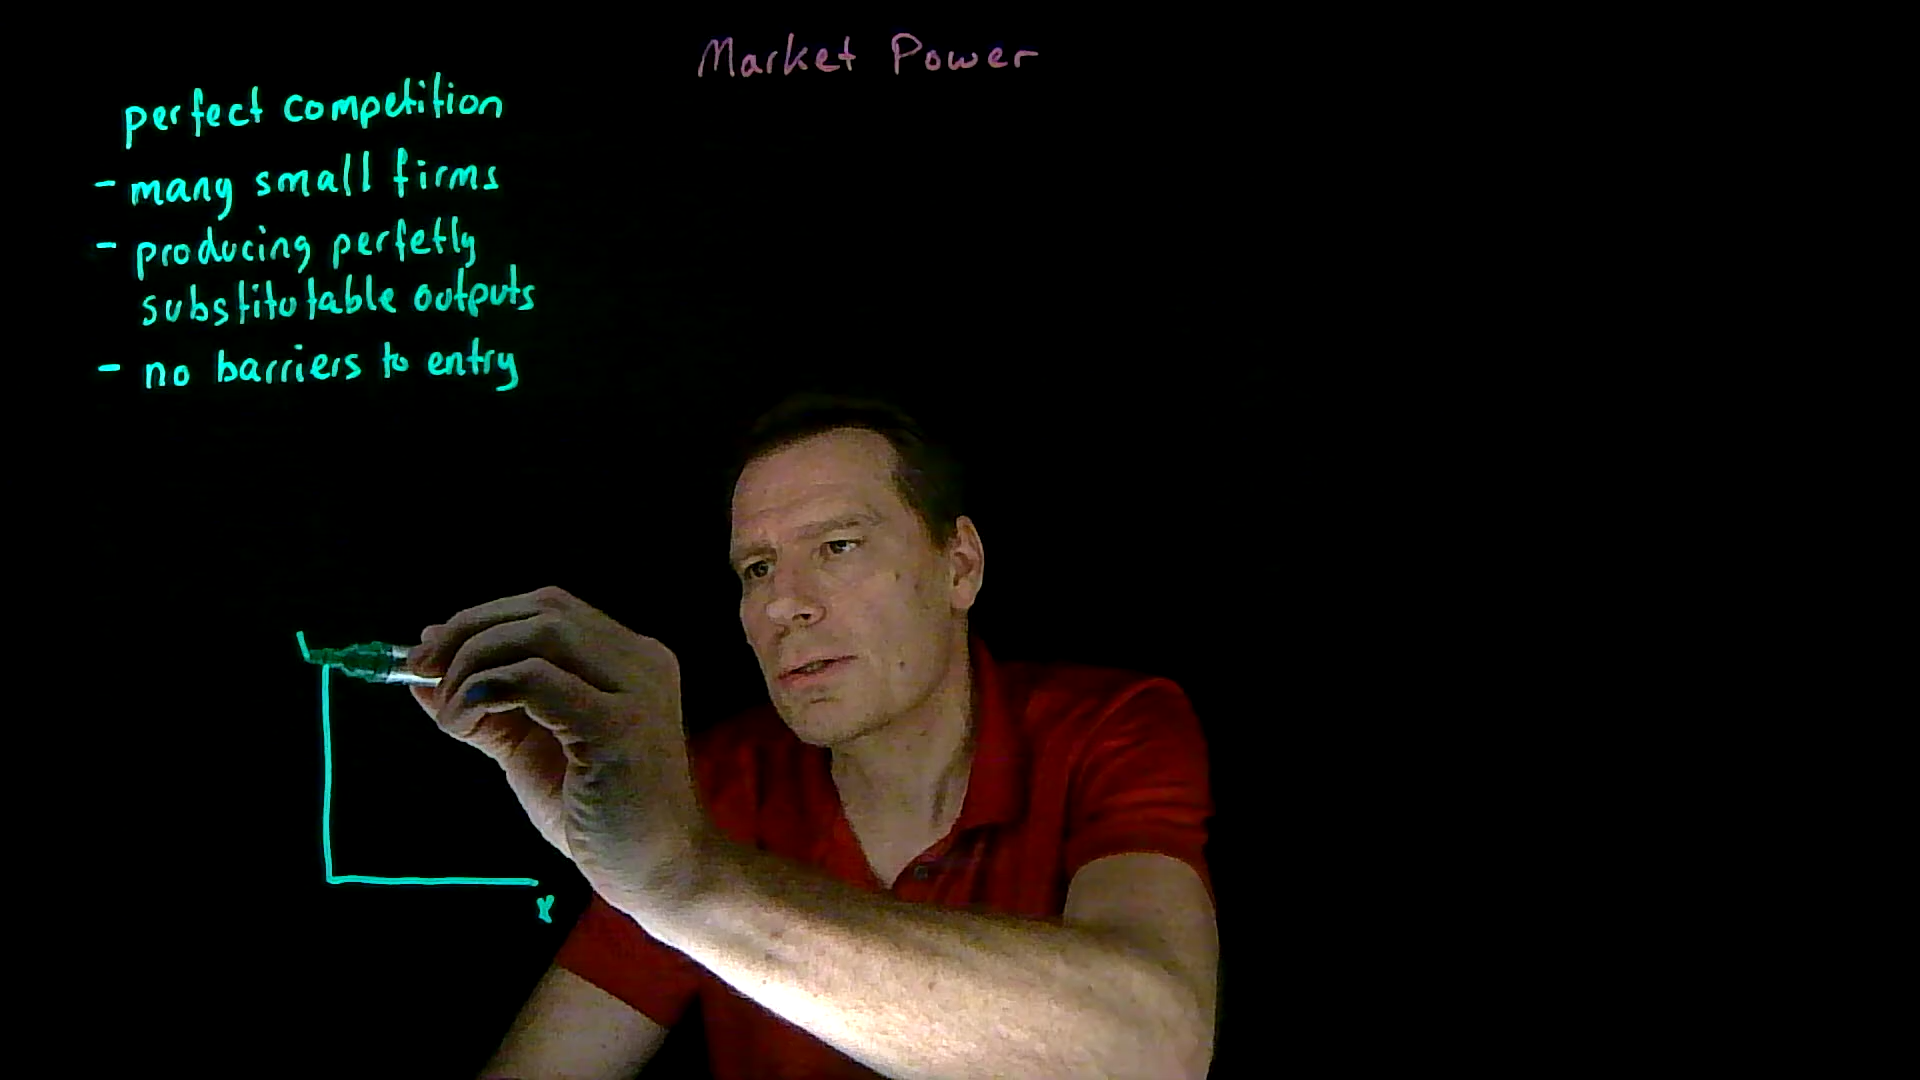 Market Power
perfect competition
- many small firms
- producing perfetly
substitutable outputs
- no barriers to entry
x